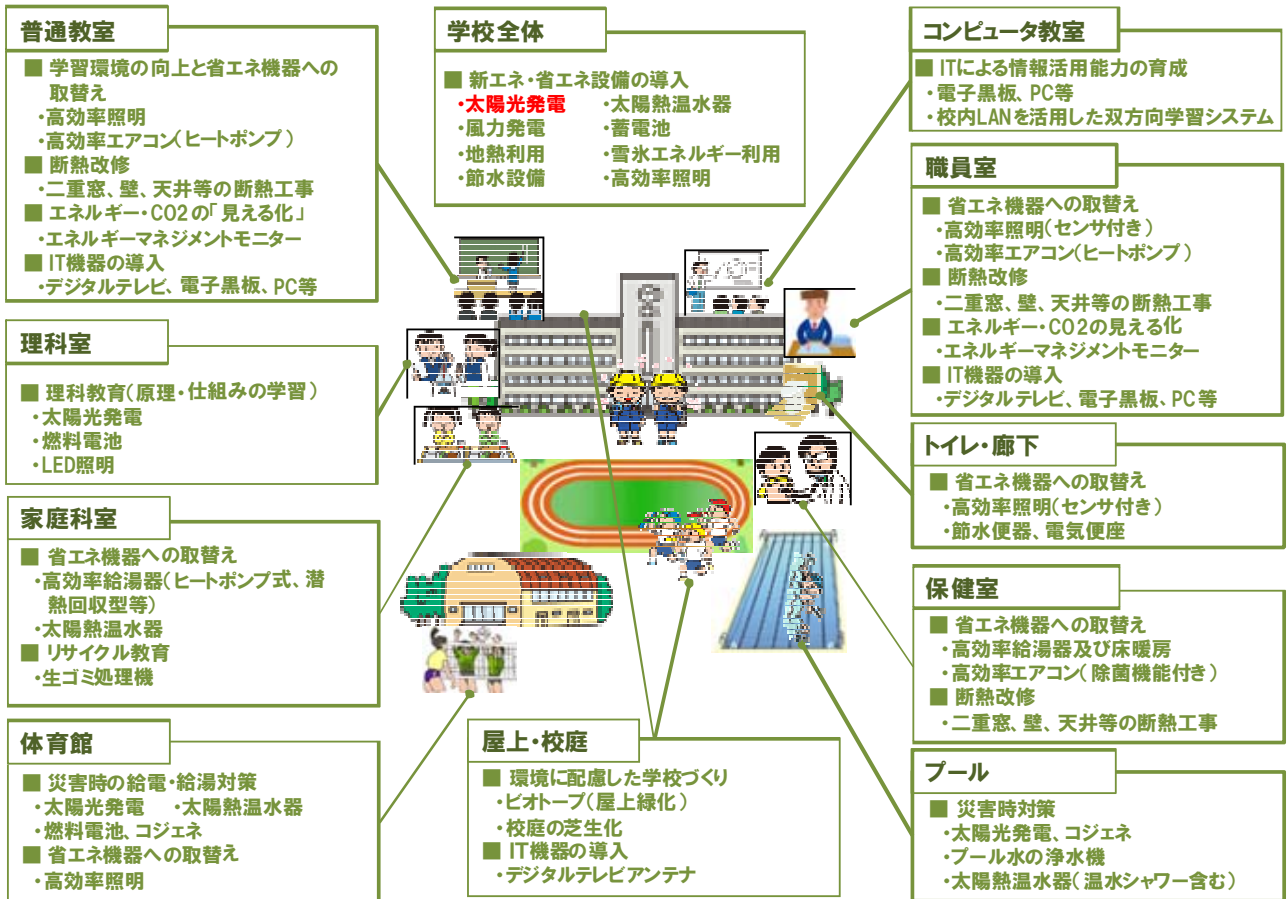 普通教室
■ 学習環境の向上と省エネ機器への
取替え
・高効率照明
・高効率エアコン(ヒートポンプ)
■ 断熱改修
・二重窓、壁、天井等の断熱工事
■ エネルギー・CO2の「見える化」
・エネルギーマネジメントモニター
■ IT機器の導入
・デジタルテレビ、電子黒板、PC等
理科室
■ 理科教育(原理・仕組みの学習)
・太陽光発電
・燃料電池
・LED照明
家庭科室
■ 省エネ機器への取替え
・高効率給湯器(ヒートポンプ式、潜
熱回収型等)
・太陽熱温水器
■ リサイクル教育
・生ゴミ処理機
体育館
■ 災害時の給電・給湯対策
・太陽光発電 ・太陽熱温水器
・燃料電池、コジェネ
■ 省エネ機器への取替え
・高効率照明
学校全体
■ 新エネ・省エネ設備の導入
・太陽光発電 ・太陽熱温水器
・風力発電 ・蓄電池
・地熱利用 ・雪氷エネルギー利用
・節水設備 ・高効率照明
屋上・校庭
■ 環境に配慮した学校づくり
・ビオトープ(屋上緑化)
・校庭の芝生化
■ IT機器の導入
・デジタルテレビアンテナ
コンピュータ教室
■ ITによる情報活用能力の育成
・電子黒板、PC等
・校内LANを活用した双方向学習システム
職員室
■ 省エネ機器への取替え
・高効率照明(センサ付き)
・高効率エアコン(ヒートポンプ)
■ 断熱改修
・二重窓、壁、天井等の断熱工事
■ エネルギー・CO2の見える化
・エネルギーマネジメントモニター
■ IT機器の導入
・デジタルテレビ、電子黒板、PC等
トイレ・廊下
■ 省エネ機器への取替え
・高効率照明(センサ付き)
・節水便器、電気便座
保健室
■ 省エネ機器への取替え
・高効率給湯器及び床暖房
・高効率エアコン(除菌機能付き)
■ 断熱改修
・二重窓、壁、天井等の断熱工事
プール
■ 災害時対策
・太陽光発電、コジェネ
・プール水の浄水機
・太陽熱温水器(温水シャワー含む)